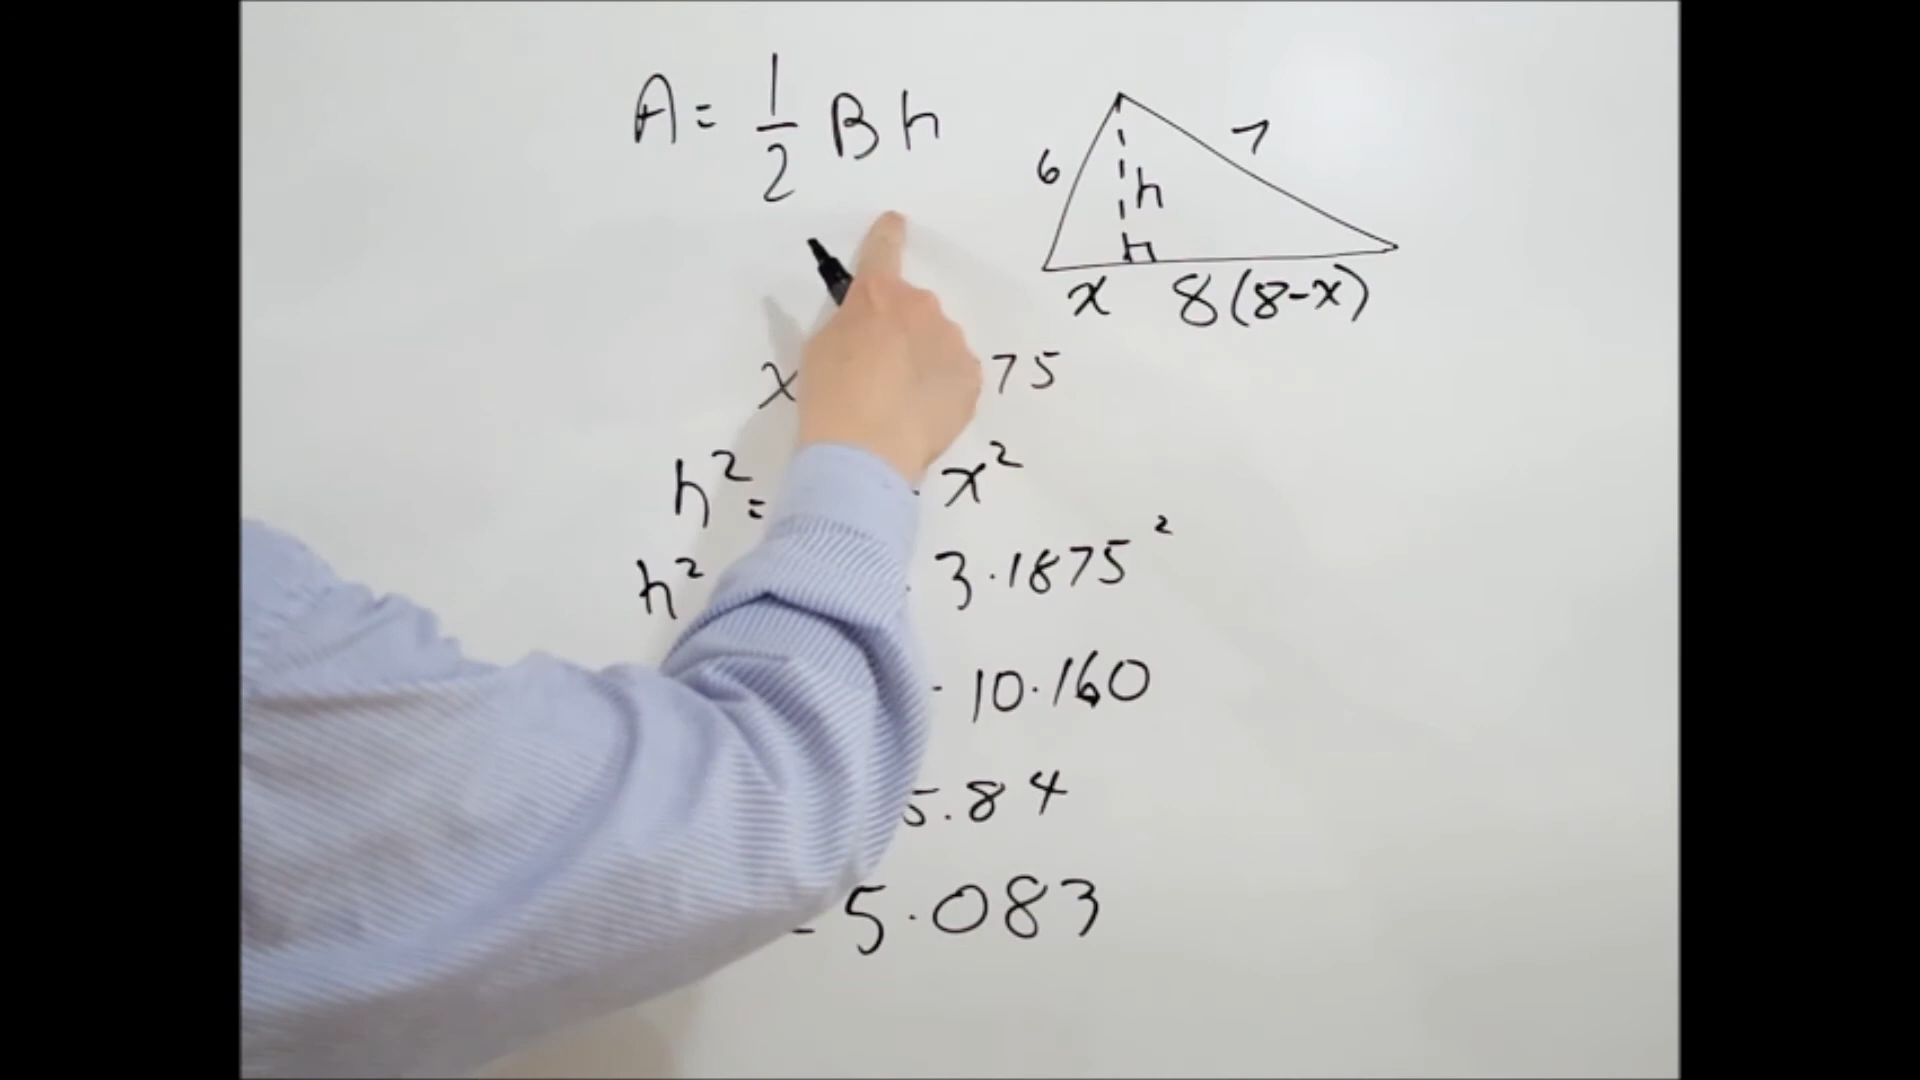 A = 1/2 B h
6
7
h
x 8 (8-x)
x 75
h² = x²
h² 3.1875²
- 10.160
5.84
= 5.083